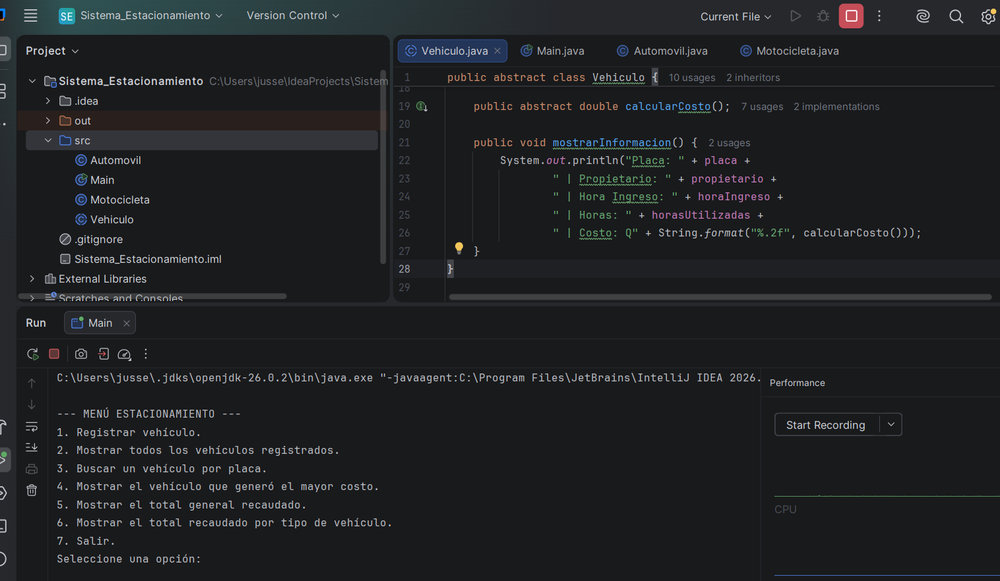 SE Sistema_Estacionamiento Version Control Current File
Project
Sistema_Estacionamiento C:\Users\jusse\IdeaProjects\Sistem
.idea
out
src
Automovil
Main
Motocicleta
Vehiculo
.gitignore
Sistema_Estacionamiento.iml
External Libraries
Scratches and Consoles
Vehiculo.java Main.java Automovil.java Motocicleta.java
1 public abstract class Vehiculo { 10 usages 2 inheritors
18
19 public abstract double calcularCosto(); 7 usages 2 implementations
20
21 public void mostrarInformacion() { 2 usages
22 System.out.println("Placa: " + placa +
23 " | Propietario: " + propietario +
24 " | Hora Ingreso: " + horaIngreso +
25 " | Horas: " + horasUtilizadas +
26 " | Costo: Q" + String.format("%.2f", calcularCosto()));
27 }
28 }
29
Run Main
C:\Users\jusse\.jdks\openjdk-26.0.2\bin\java.exe "-javaagent:C:\Program Files\JetBrains\IntelliJ IDEA 2026.
--- MENÚ ESTACIONAMIENTO ---
1. Registrar vehículo.
2. Mostrar todos los vehículos registrados.
3. Buscar un vehículo por placa.
4. Mostrar el vehículo que generó el mayor costo.
5. Mostrar el total general recaudado.
6. Mostrar el total recaudado por tipo de vehículo.
7. Salir.
Seleccione una opción:
Performance
Start Recording
CPU